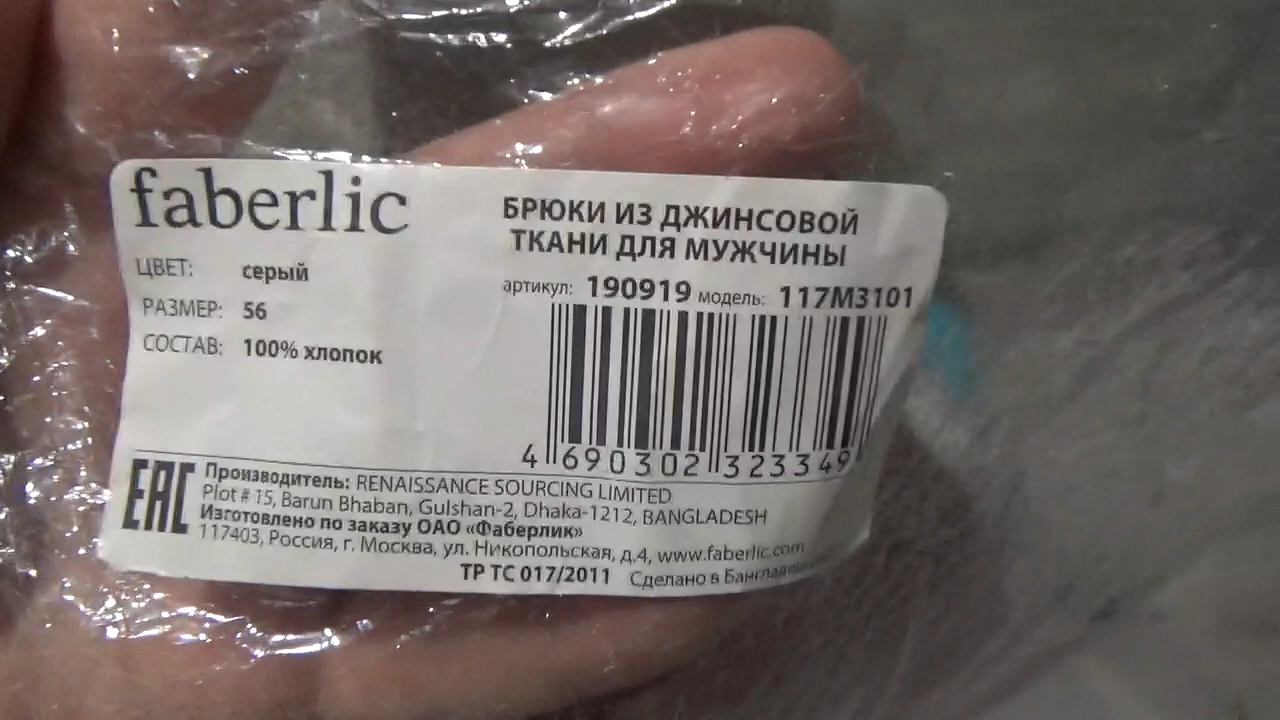 faberlic
ЦВЕТ: серый
РАЗМЕР: 56
СОСТАВ: 100% хлопок
БРЮКИ ИЗ ДЖИНСОВОЙ
ТКАНИ ДЛЯ МУЖЧИНЫ
артикул: 190919 модель: 117M3101
4 690302 323349
EAC
Производитель: RENAISSANCE SOURCING LIMITED
Plot # 15, Barun Bhaban, Gulshan-2, Dhaka-1212, BANGLADESH
Изготовлено по заказу ОАО «Фаберлик»
117403, Россия, г. Москва, ул. Никопольская, д.4, www.faberlic.com
ТР ТС 017/2011 Сделано в